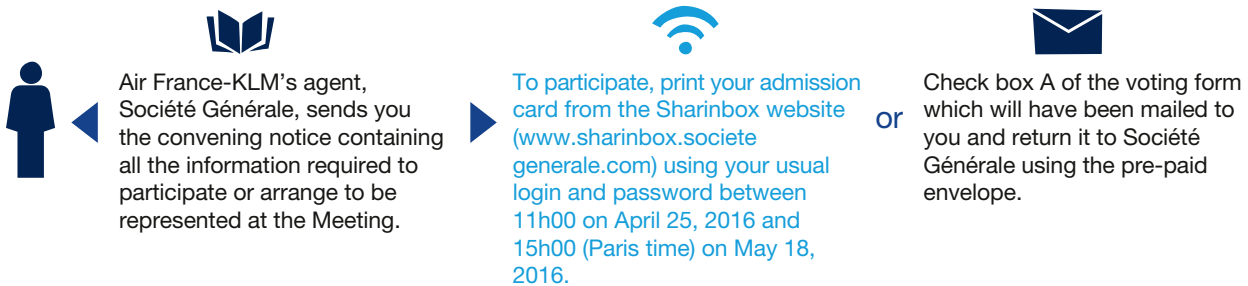 Air France-KLM's agent,
Société Générale, sends you
the convening notice containing
all the information required to
participate or arrange to be
represented at the Meeting.
To participate, print your admission
card from the Sharinbox website
(www.sharinbox.societe
generale.com) using your usual
login and password between
11h00 on April 25, 2016 and
15h00 (Paris time) on May 18,
2016.
or
Check box A of the voting form
which will have been mailed to
you and return it to Société
Générale using the pre-paid
envelope.